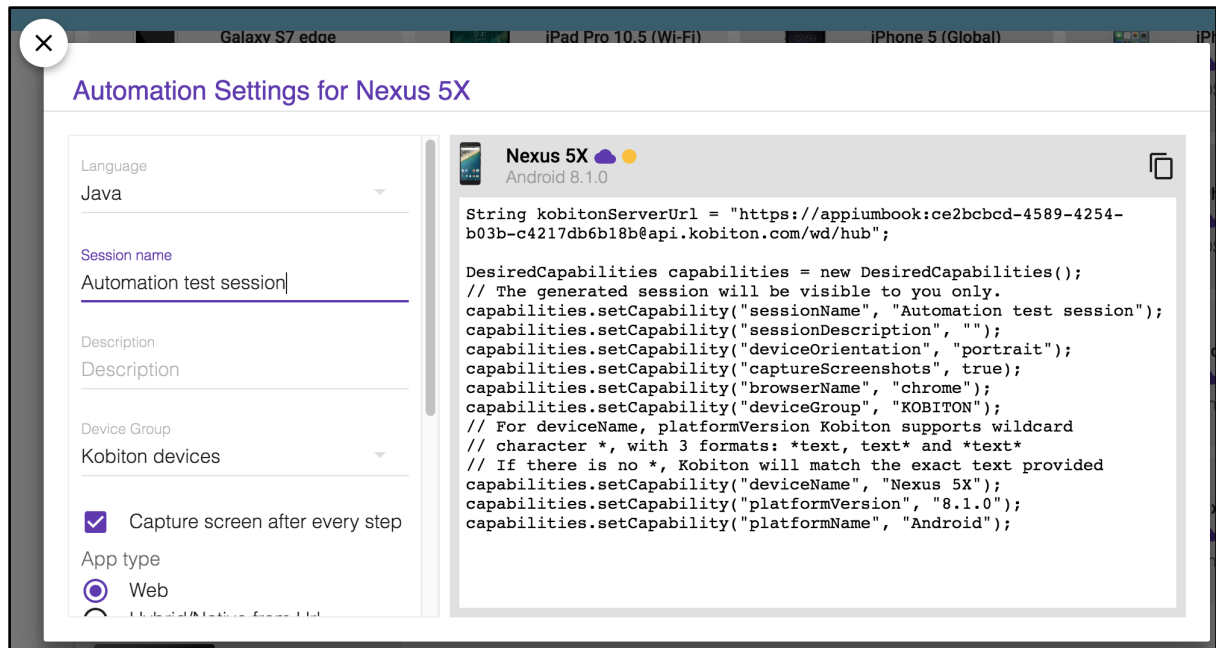 Galaxy S7 edge
iPad Pro 10.5 (Wi-Fi)
iPhone 5 (Global)
Automation Settings for Nexus 5X
Language
Java
Session name
Automation test session
Description
Description
Device Group
Kobiton devices
Capture screen after every step
App type
Web
Hybrid/Native from Url
Nexus 5X
Android 8.1.0
String kobitonServerUrl = "https://appiumbook:ce2bcbcd-4589-4254-
b03b-c4217db6b18b@api.kobiton.com/wd/hub";
DesiredCapabilities capabilities = new DesiredCapabilities();
// The generated session will be visible to you only.
capabilities.setCapability("sessionName", "Automation test session");
capabilities.setCapability("sessionDescription", "");
capabilities.setCapability("deviceOrientation", "portrait");
capabilities.setCapability("captureScreenshots", true);
capabilities.setCapability("browserName", "chrome");
capabilities.setCapability("deviceGroup", "KOBITON");
// For deviceName, platformVersion Kobiton supports wildcard
// character *, with 3 formats: *text, text* and *text*
// If there is no *, Kobiton will match the exact text provided
capabilities.setCapability("deviceName", "Nexus 5X");
capabilities.setCapability("platformVersion", "8.1.0");
capabilities.setCapability("platformName", "Android");